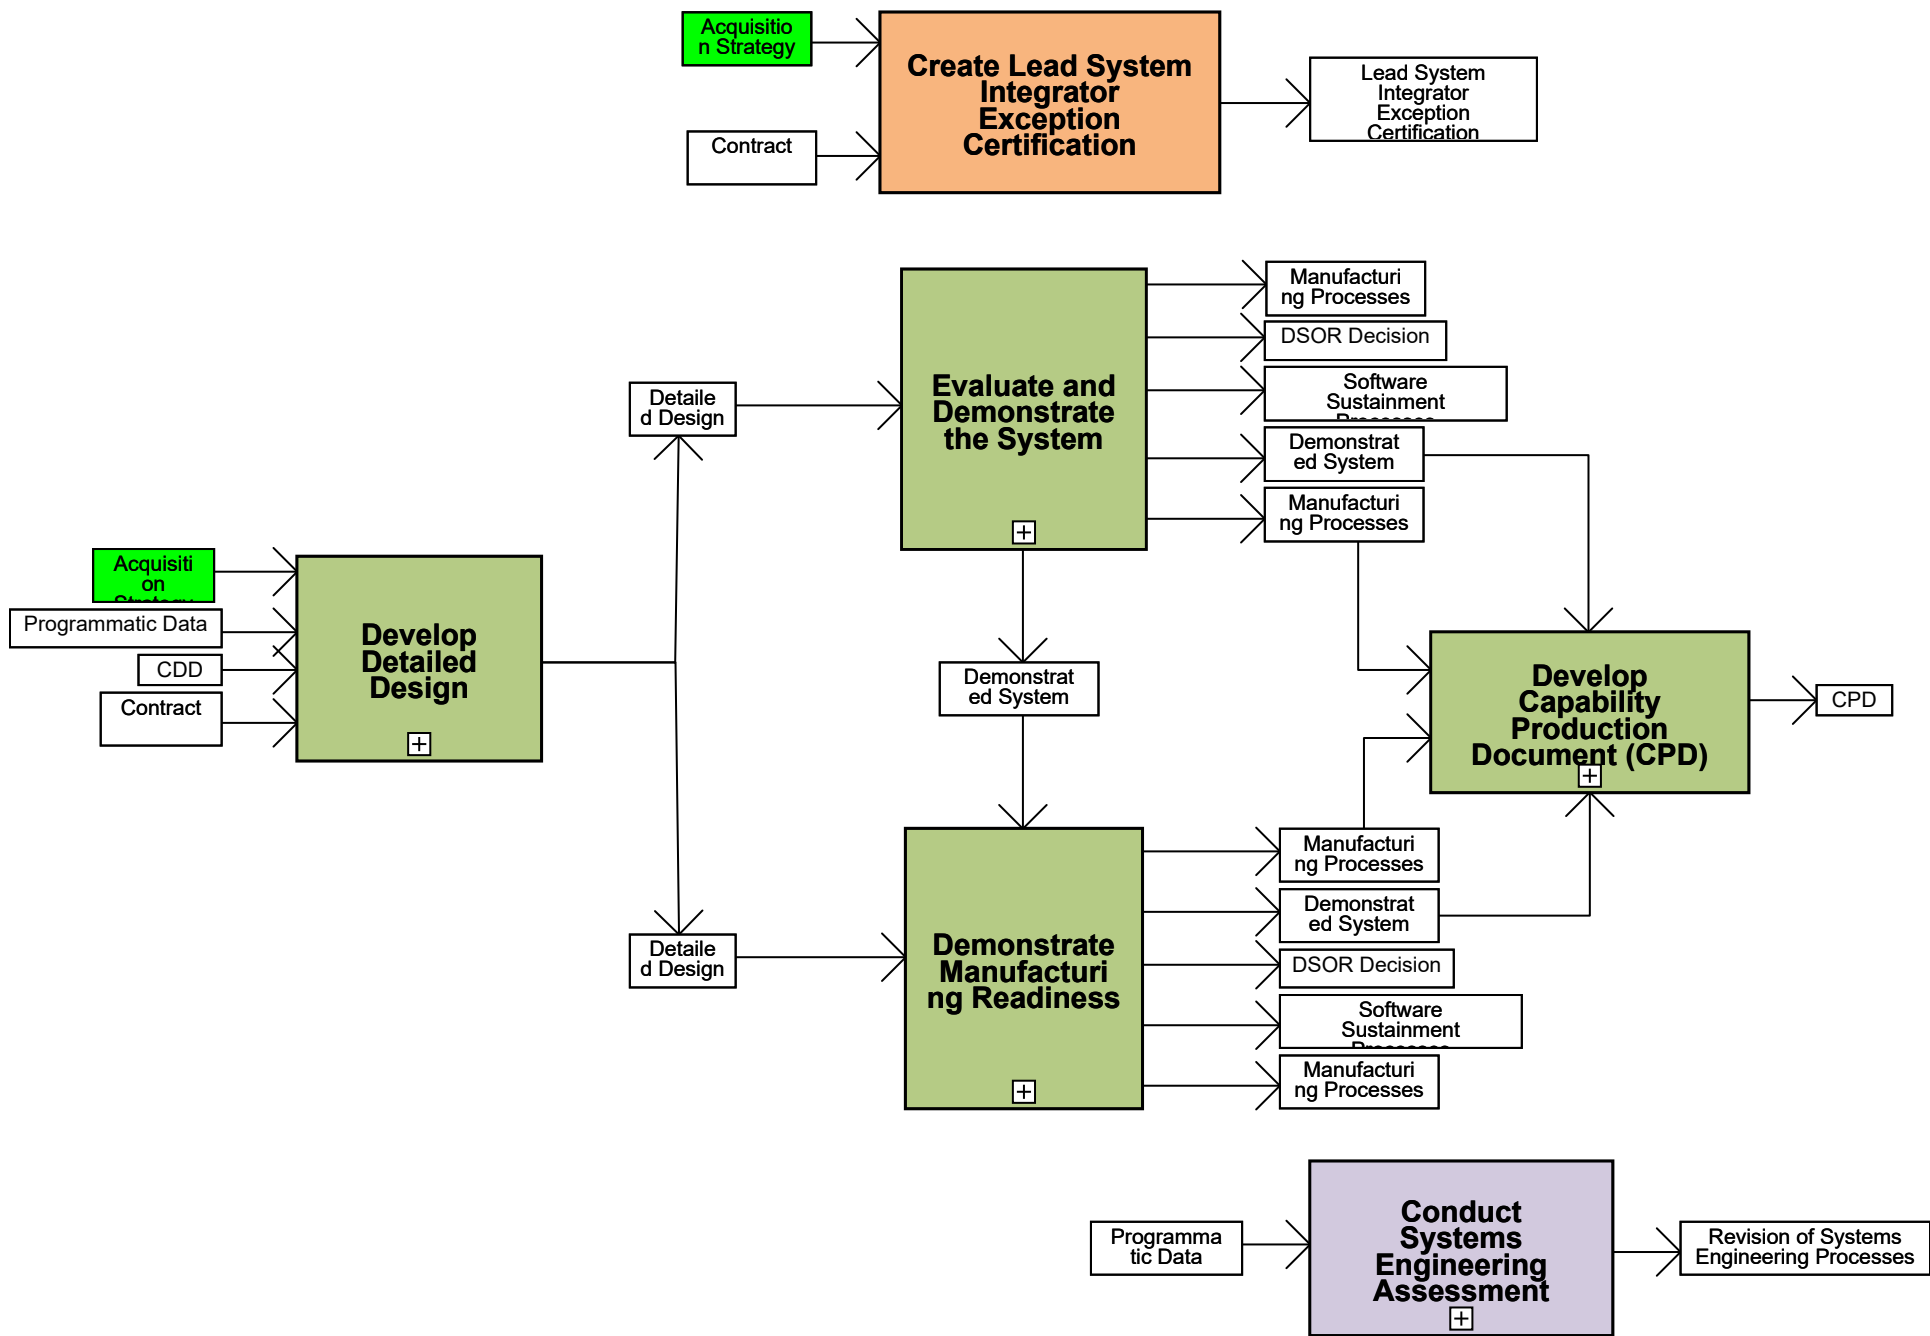 Acquisitio
n Strategy
Contract
Create Lead System
Integrator
Exception
Certification
Lead System
Integrator
Exception
Certification
Acquisiti
on
Strategy
Programmatic Data
CDD
Contract
Develop
Detailed
Design
Detaile
d Design
Detaile
d Design
Evaluate and
Demonstrate
the System
Manufacturi
ng Processes
DSOR Decision
Software
Sustainment
Processes
Demonstrat
ed System
Manufacturi
ng Processes
Demonstrat
ed System
Demonstrate
Manufacturi
ng Readiness
Manufacturi
ng Processes
Demonstrat
ed System
DSOR Decision
Software
Sustainment
Processes
Manufacturi
ng Processes
Develop
Capability
Production
Document (CPD)
CPD
Programma
tic Data
Conduct
Systems
Engineering
Assessment
Revision of Systems
Engineering Processes